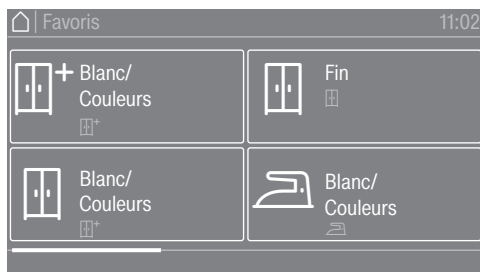 Favoris 11:02
Blanc/
Couleurs
Fin
Blanc/
Couleurs
Blanc/
Couleurs